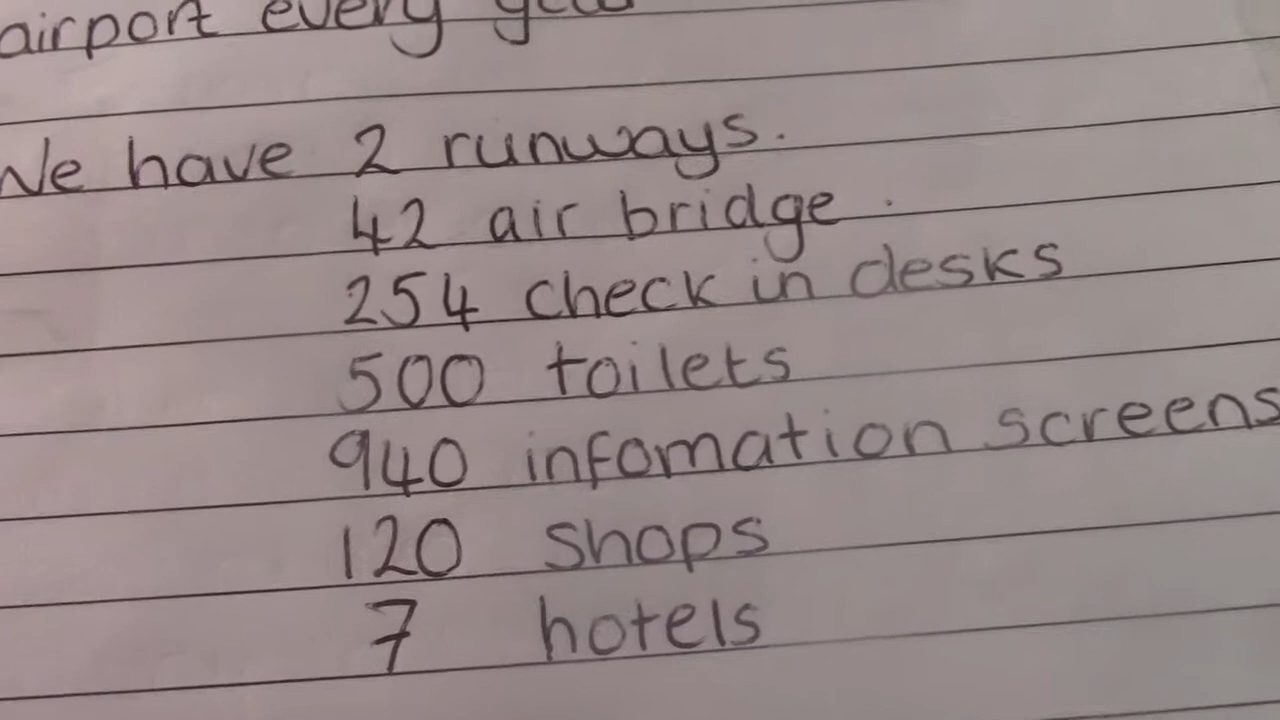 airport every
We have 2 runways.
42 air bridge.
254 check in desks
500 toilets
940 infomation screens
120 shops
7 hotels